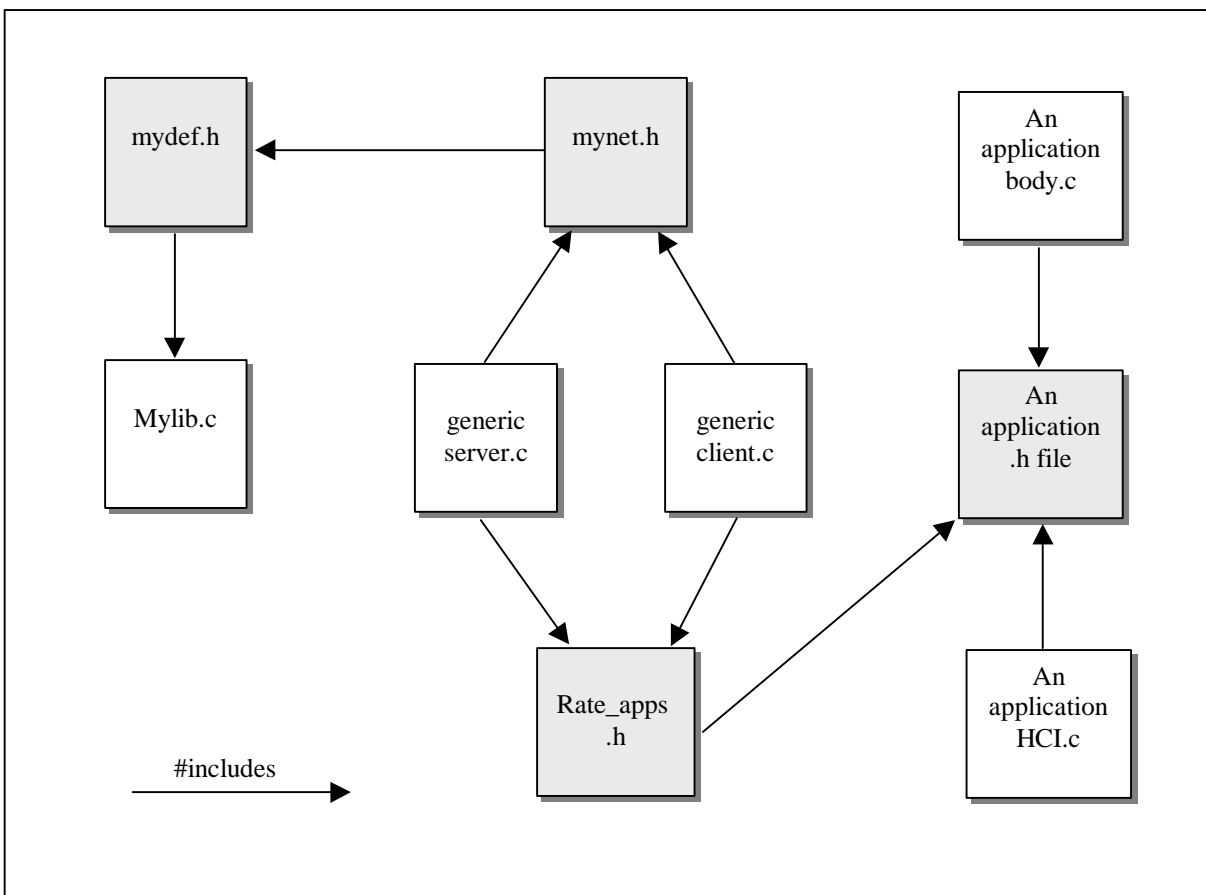 mydef.h
mynet.h
An
application
body.c
Mylib.c
generic
server.c
generic
client.c
An
application
.h file
Rate_apps
.h
An
application
HCI.c
#includes